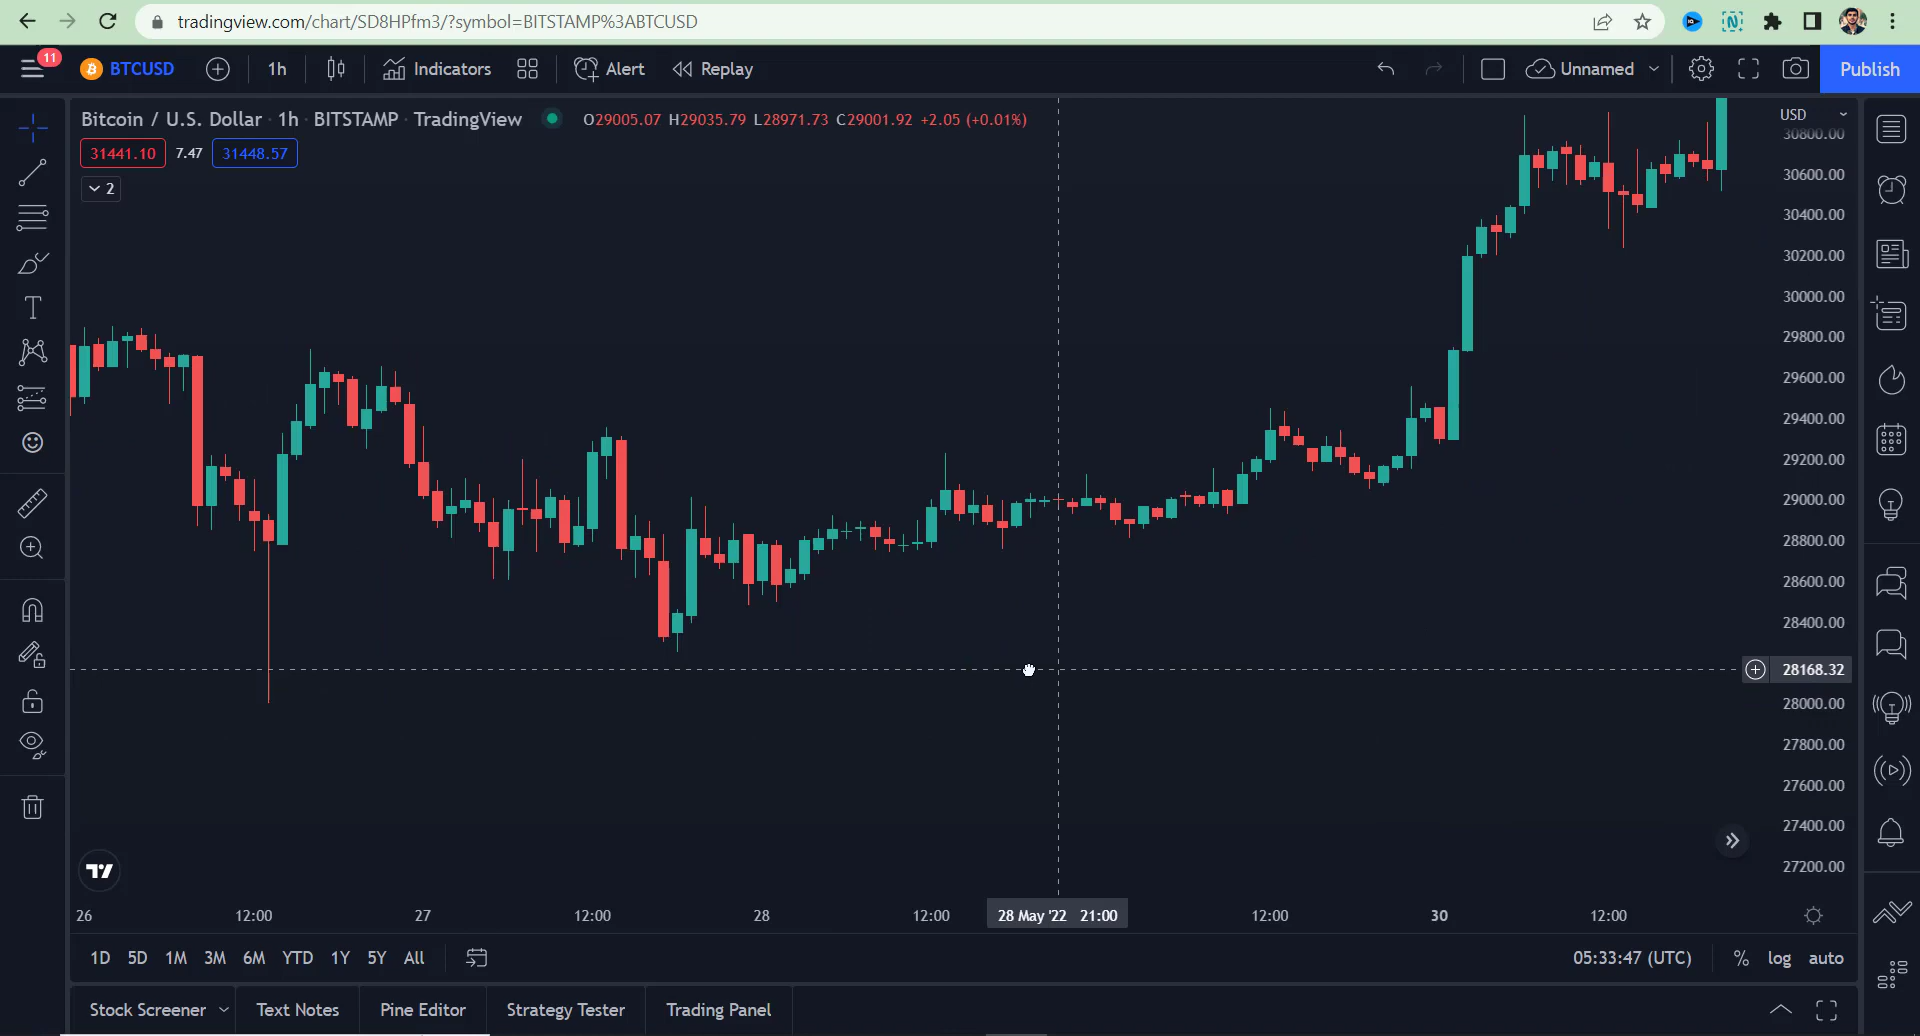 tradingview.com/chart/SD8HPfm3/?symbol=BITSTAMP%3ABTCUSD
11 BTCUSD 1h Indicators Alert Replay Unnamed Publish
Bitcoin / U.S. Dollar · 1h · BITSTAMP · TradingView O29005.07 H29035.79 L28971.73 C29001.92 +2.05 (+0.01%)
USD
31441.10 7.47 31448.57
2
30800.00
30600.00
30400.00
30200.00
30000.00
29800.00
29600.00
29400.00
29200.00
29000.00
28800.00
28600.00
28400.00
28168.32
28000.00
27800.00
27600.00
27400.00
27200.00
26 12:00 27 12:00 28 12:00 28 May '22 21:00 12:00 30 12:00
1D 5D 1M 3M 6M YTD 1Y 5Y All 05:33:47 (UTC) % log auto
Stock Screener Text Notes Pine Editor Strategy Tester Trading Panel